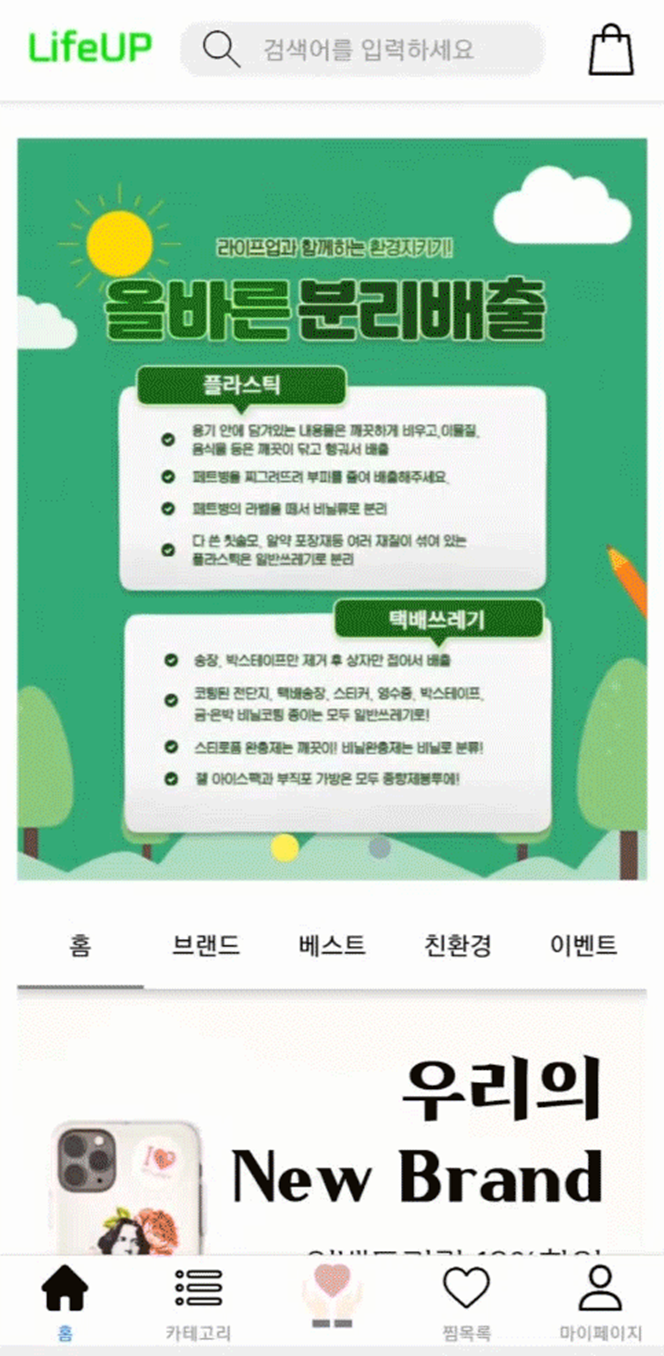 LifeUP
검색어를 입력하세요
라이프업과 함께하는 환경지키기!
올바른 분리배출
플라스틱
용기 안에 담겨있는 내용물은 깨끗하게 비우고,이물질,
음식물 등은 깨끗이 닦고 헹궈서 배출
페트병을 찌그러뜨려 부피를 줄여 배출해주세요.
페트병의 라벨을 떼서 비닐류로 분리
다 쓴 칫솔모, 알약 포장재등 여러 재질이 섞여 있는
플라스틱은 일반쓰레기로 분리
택배쓰레기
송장, 박스테이프만 제거 후 상자만 접어서 배출
코팅된 전단지, 택배송장, 스티커, 영수증, 박스테이프,
금·은박 비닐코팅 종이는 모두 일반쓰레기로!
스티로폼 완충제는 깨끗이! 비닐완충제는 비닐로 분류!
젤 아이스팩과 부직포 가방은 모두 종량제봉투에!
홈 브랜드 베스트 친환경 이벤트
우리의
New Brand
홈 카테고리 찜목록 마이페이지